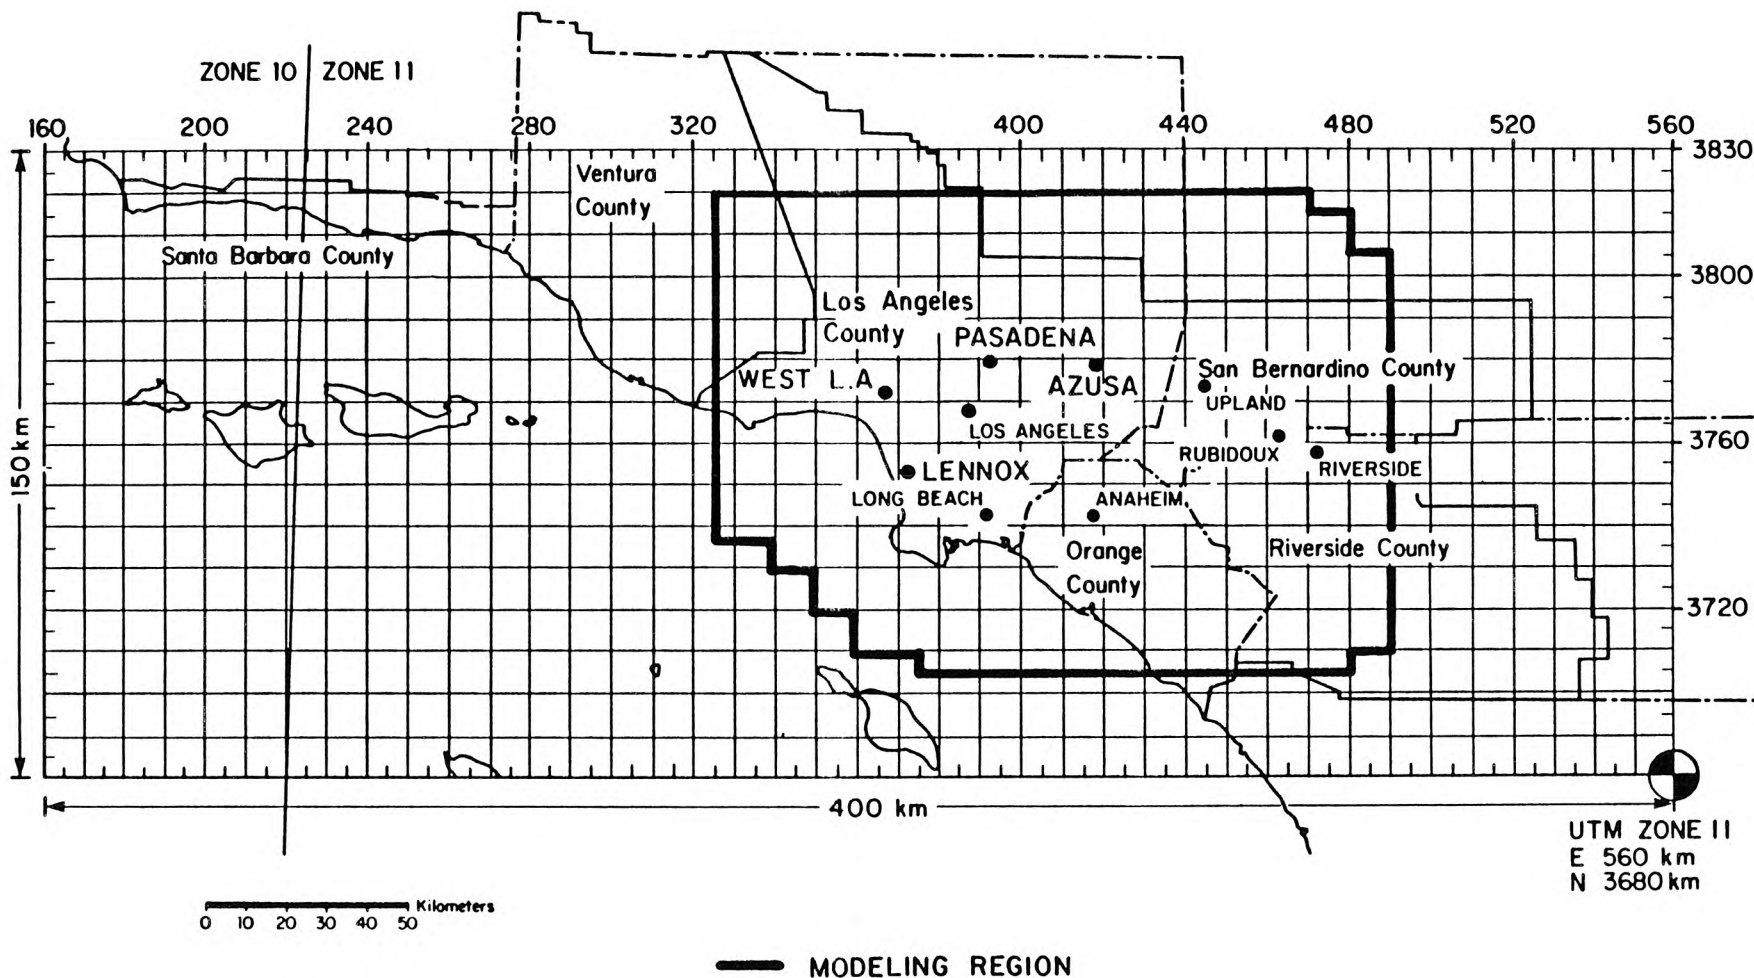 ZONE 10 ZONE 11
160 200 240 280 320 400 440 480 520 560
3830
Ventura
County
Santa Barbara County
3800
Los Angeles
County
PASADENA
WEST L.A
AZUSA
San Bernardino County
UPLAND
LOS ANGELES
3760
RUBIDOUX
RIVERSIDE
LENNOX
LONG BEACH
ANAHEIM
150 km
Orange
County
Riverside County
3720
400 km
UTM ZONE 11
E 560 km
N 3680 km
Kilometers
0 10 20 30 40 50
MODELING REGION